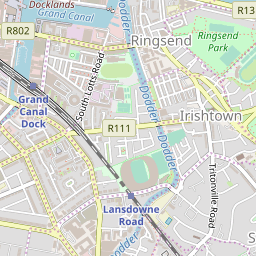 Docklands
Grand Canal
R802
R13
Ringsend
Ringsend
Park
South Lotts Road
Dodder
Grand
Canal
Dock
R111
Irishtown
Dodder
Tritonville Road
Lansdowne
Road
Dodder
S